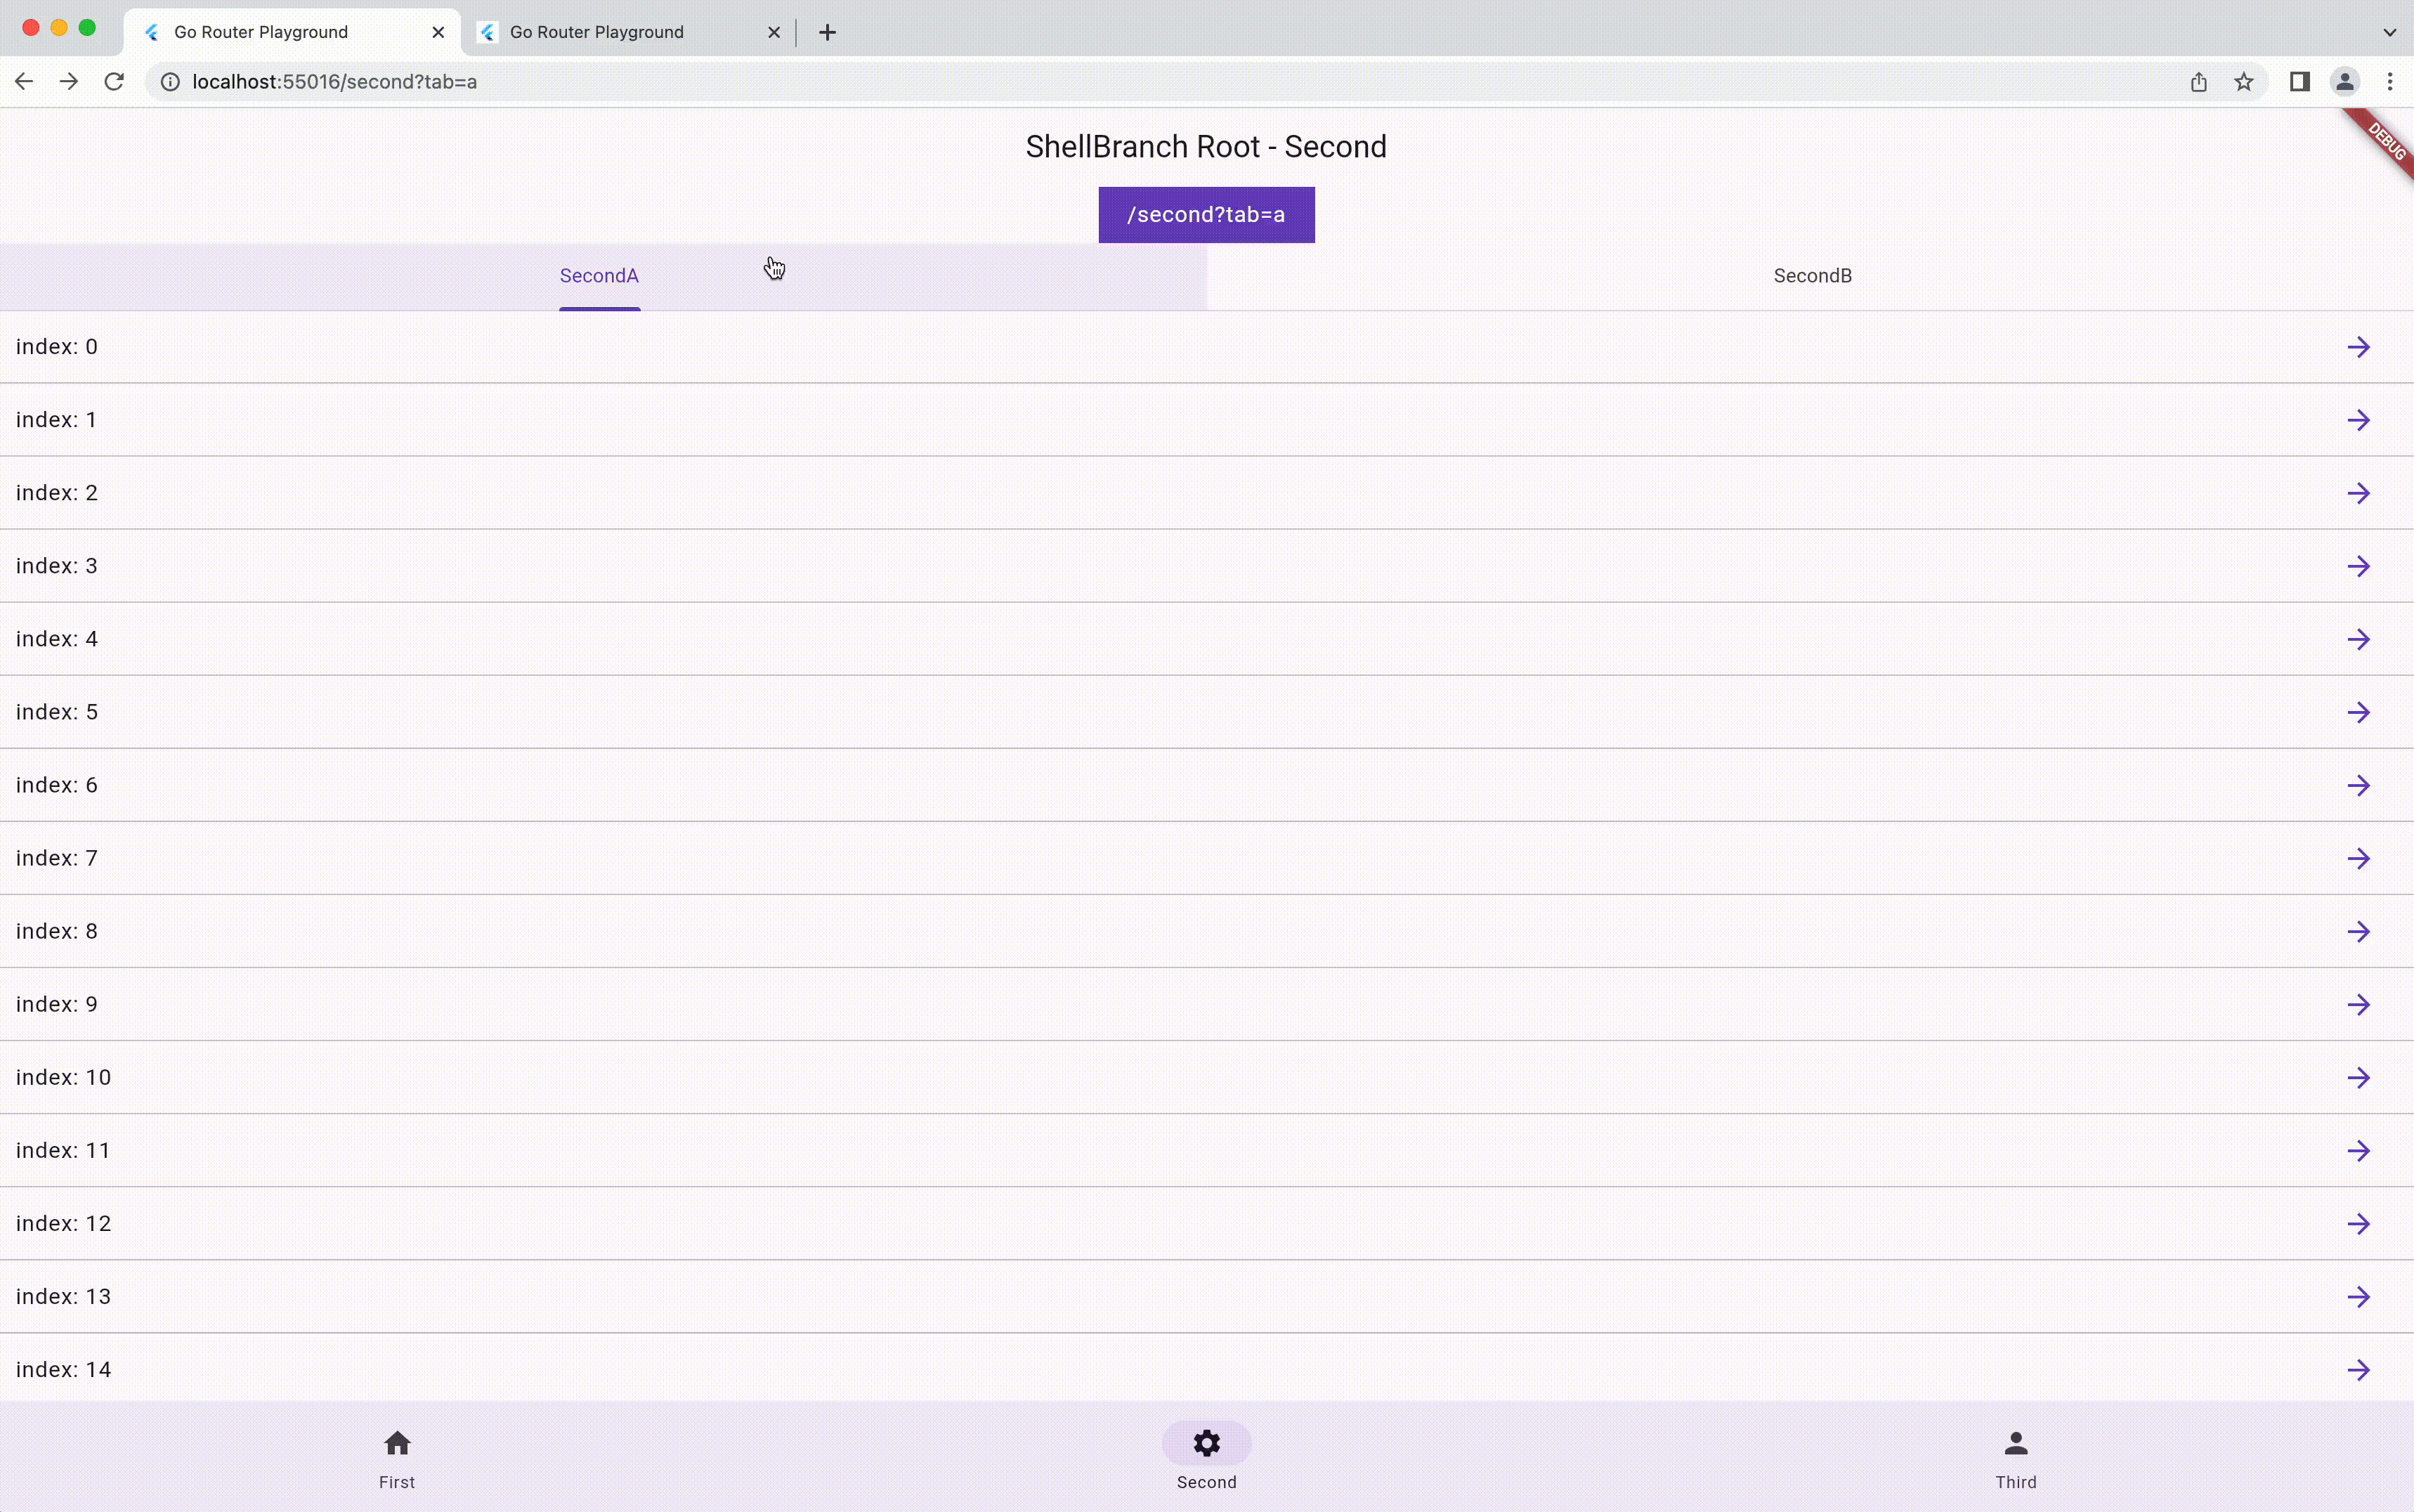 Go Router Playground
Go Router Playground
localhost:55016/second?tab=a
DEBUG
ShellBranch Root - Second
/second?tab=a
SecondA
SecondB
index: 0
index: 1
index: 2
index: 3
index: 4
index: 5
index: 6
index: 7
index: 8
index: 9
index: 10
index: 11
index: 12
index: 13
index: 14
First
Second
Third